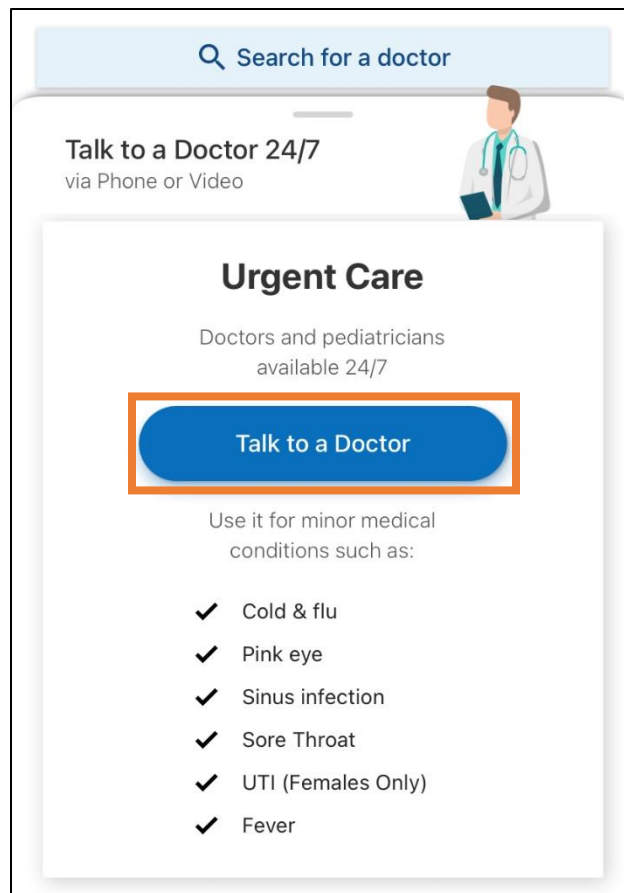 Search for a doctor
Talk to a Doctor 24/7
via Phone or Video
Urgent Care
Doctors and pediatricians
available 24/7
Talk to a Doctor
Use it for minor medical
conditions such as:
Cold & flu
Pink eye
Sinus infection
Sore Throat
UTI (Females Only)
Fever